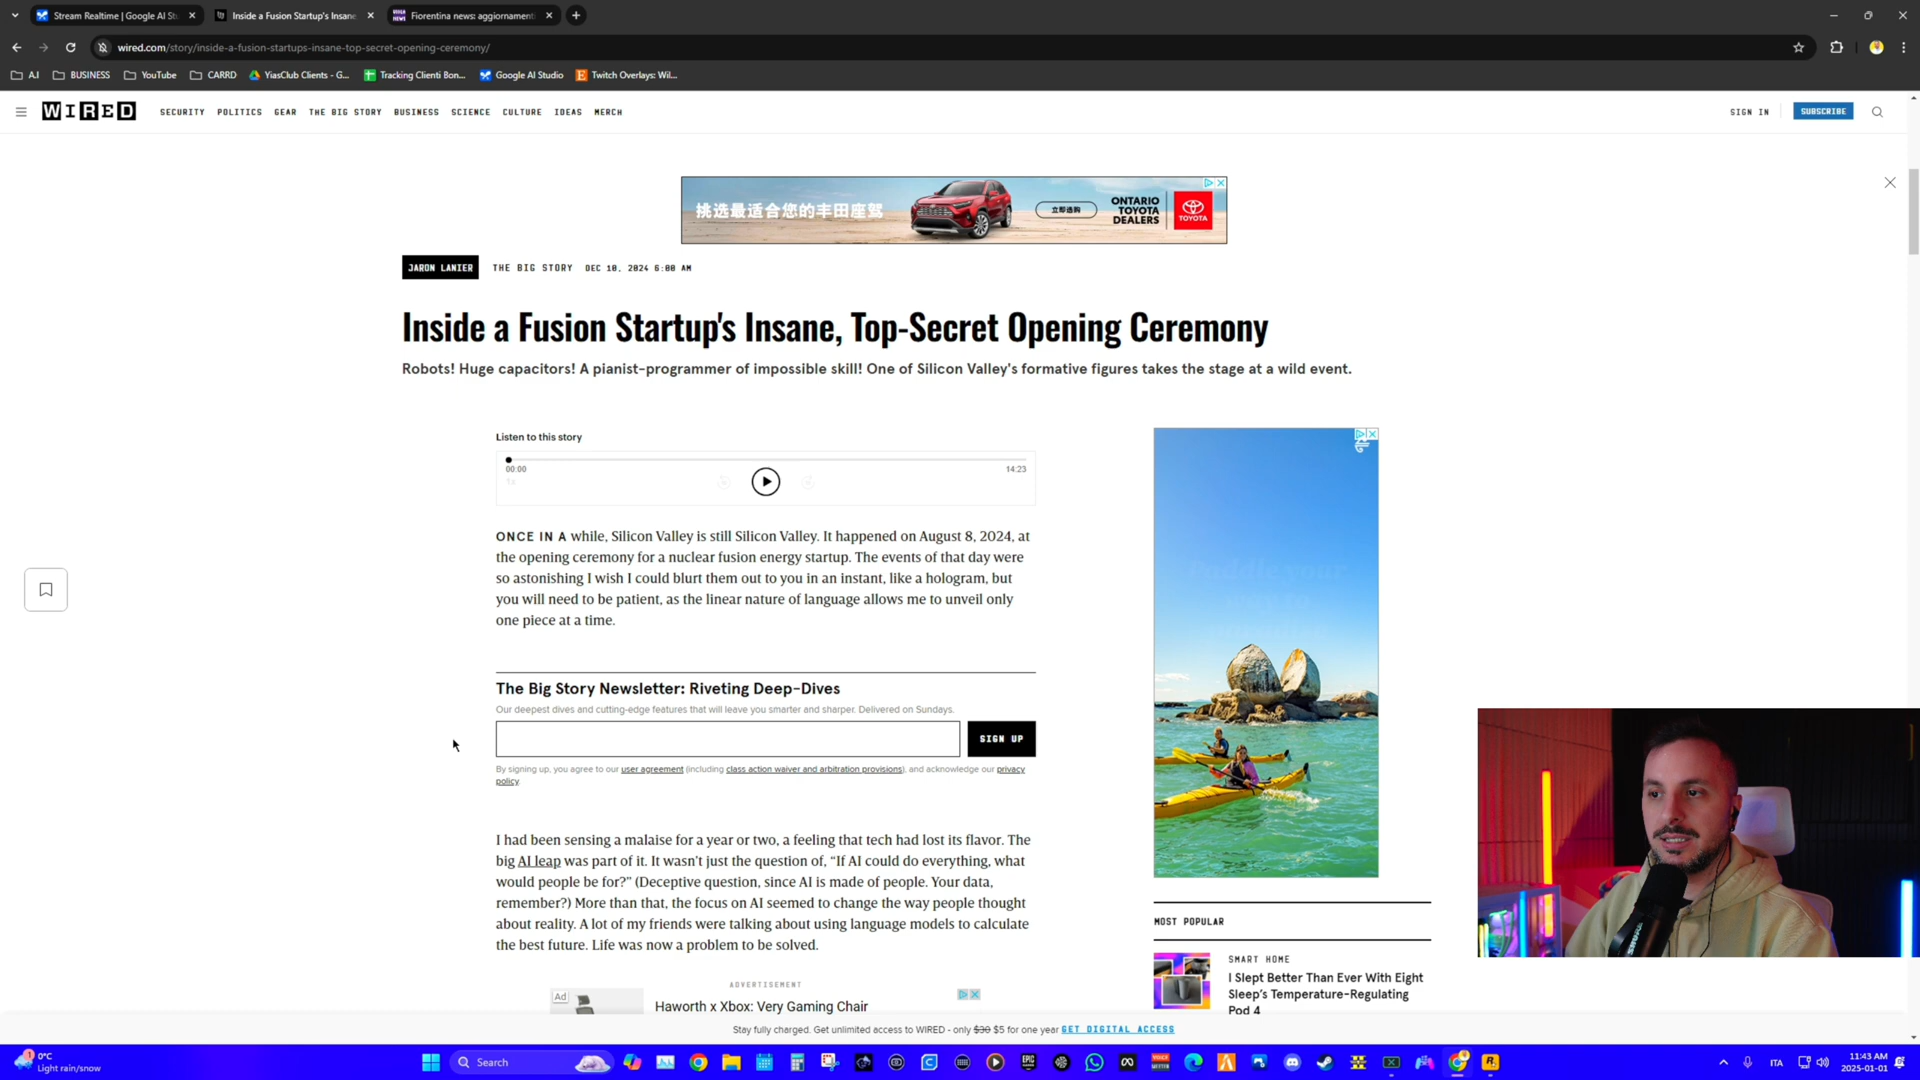 Stream Realtime | Google AI Stu
Inside a Fusion Startup's Insane
Fiorentina news: aggiornamenti
wired.com/story/inside-a-fusion-startups-insane-top-secret-opening-ceremony/
A.I
BUSINESS
YouTube
CARRD
YiasClub Clients - G...
Tracking Clienti Bon...
Google AI Studio
Twitch Overlays: Wil...
WIRED
SECURITY POLITICS GEAR THE BIG STORY BUSINESS SCIENCE CULTURE IDEAS MERCH
SIGN IN
SUBSCRIBE
挑选最适合您的丰田座驾
立即选购
ONTARIO
TOYOTA
DEALERS
TOYOTA
JARON LANIER THE BIG STORY DEC 10, 2024 6:00 AM
Inside a Fusion Startup's Insane, Top-Secret Opening Ceremony
Robots! Huge capacitors! A pianist-programmer of impossible skill! One of Silicon Valley's formative figures takes the stage at a wild event.
Listen to this story
00:00
14:23
1x
ONCE IN A while, Silicon Valley is still Silicon Valley. It happened on August 8, 2024, at
the opening ceremony for a nuclear fusion energy startup. The events of that day were
so astonishing I wish I could blurt them out to you in an instant, like a hologram, but
you will need to be patient, as the linear nature of language allows me to unveil only
one piece at a time.
The Big Story Newsletter: Riveting Deep-Dives
Our deepest dives and cutting-edge features that will leave you smarter and sharper. Delivered on Sundays.
SIGN UP
By signing up, you agree to our user agreement (including class action waiver and arbitration provisions), and acknowledge our privacy
policy.
I had been sensing a malaise for a year or two, a feeling that tech had lost its flavor. The
big AI leap was part of it. It wasn't just the question of, “If AI could do everything, what
would people be for?” (Deceptive question, since AI is made of people. Your data,
remember?) More than that, the focus on AI seemed to change the way people thought
about reality. A lot of my friends were talking about using language models to calculate
the best future. Life was now a problem to be solved.
ADVERTISEMENT
Ad
Haworth x Xbox: Very Gaming Chair
MOST POPULAR
SMART HOME
I Slept Better Than Ever With Eight
Sleep's Temperature-Regulating
Pod 4
Stay fully charged. Get unlimited access to WIRED - only $30 $5 for one year GET DIGITAL ACCESS
0°C
Light rain/snow
Search
ITA
11:43 AM
2025-01-01